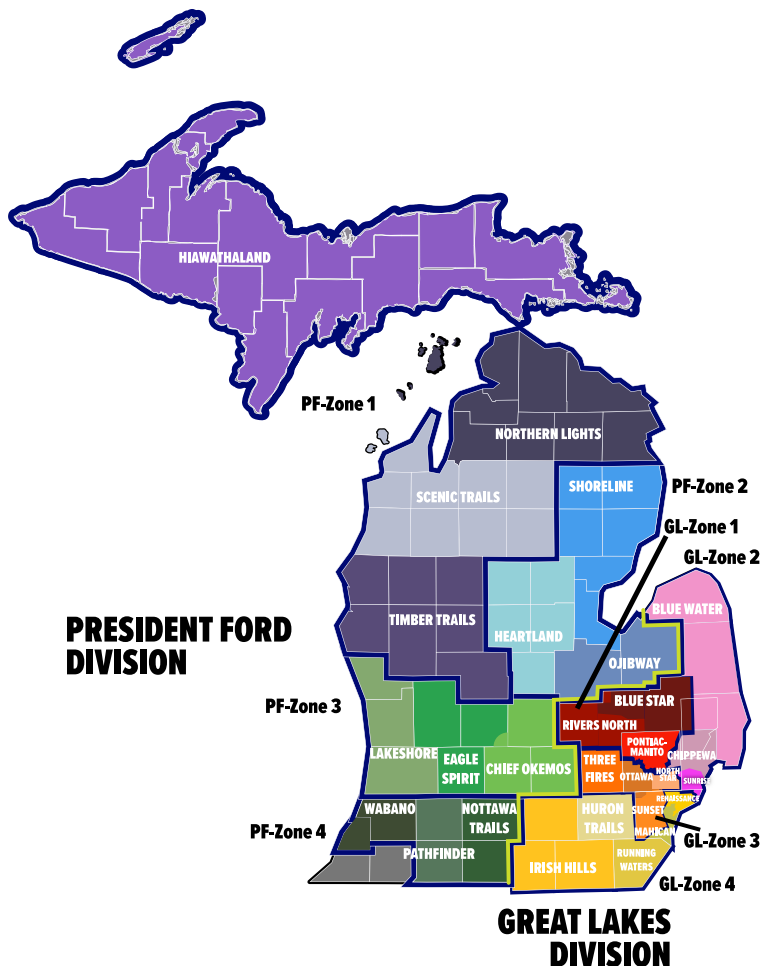 HIAWATHALAND
PF-Zone 1
NORTHERN LIGHTS
SCENIC TRAILS
SHORELINE
PF-Zone 2
GL-Zone 1
GL-Zone 2
BLUE WATER
TIMBER TRAILS
HEARTLAND
PRESIDENT FORD
DIVISION
OJIBWAY
PF-Zone 3
BLUE STAR
RIVERS NORTH
PONTIAC-
MANITO
CHIPPEWA
LAKESHORE
EAGLE
SPIRIT
CHIEF OKEMOS
THREE
FIRES
OTTAWA
NORTH
STAR
SUNRISE
RENAISSANCE
WABANO
NOTTAWA
TRAILS
HURON
TRAILS
SUNSET
MAHICAN
PF-Zone 4
GL-Zone 3
PATHFINDER
IRISH HILLS
RUNNING
WATERS
GL-Zone 4
GREAT LAKES
DIVISION